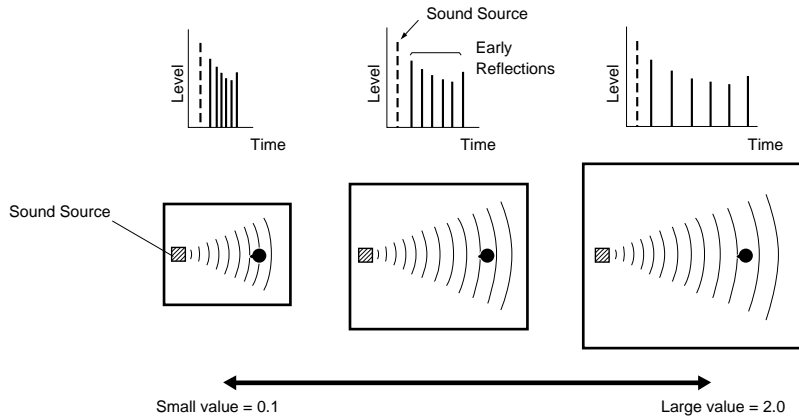 Sound Source
Early
Reflections
Level
Time
Level
Time
Level
Time
Sound Source
Small value = 0.1
Large value = 2.0